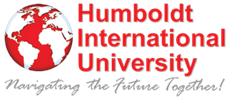 Humboldt
International
University
Navigating the Future Together!